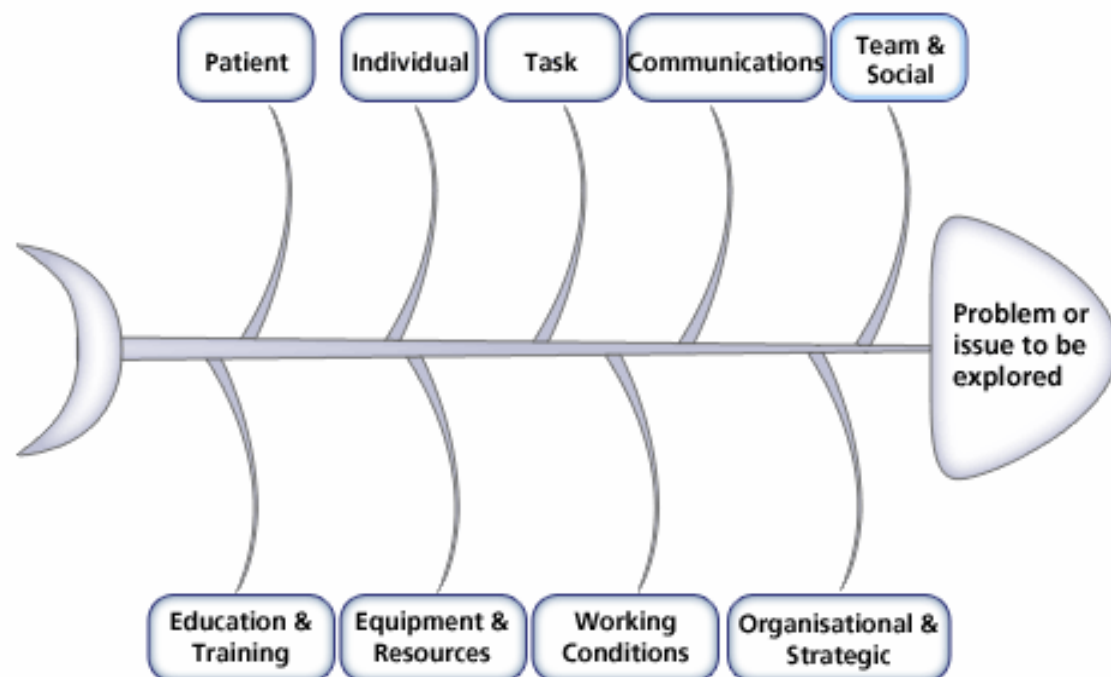 Patient
Individual
Task
Communications
Team &
Social
Problem or
issue to be
explored
Education &
Training
Equipment &
Resources
Working
Conditions
Organisational &
Strategic